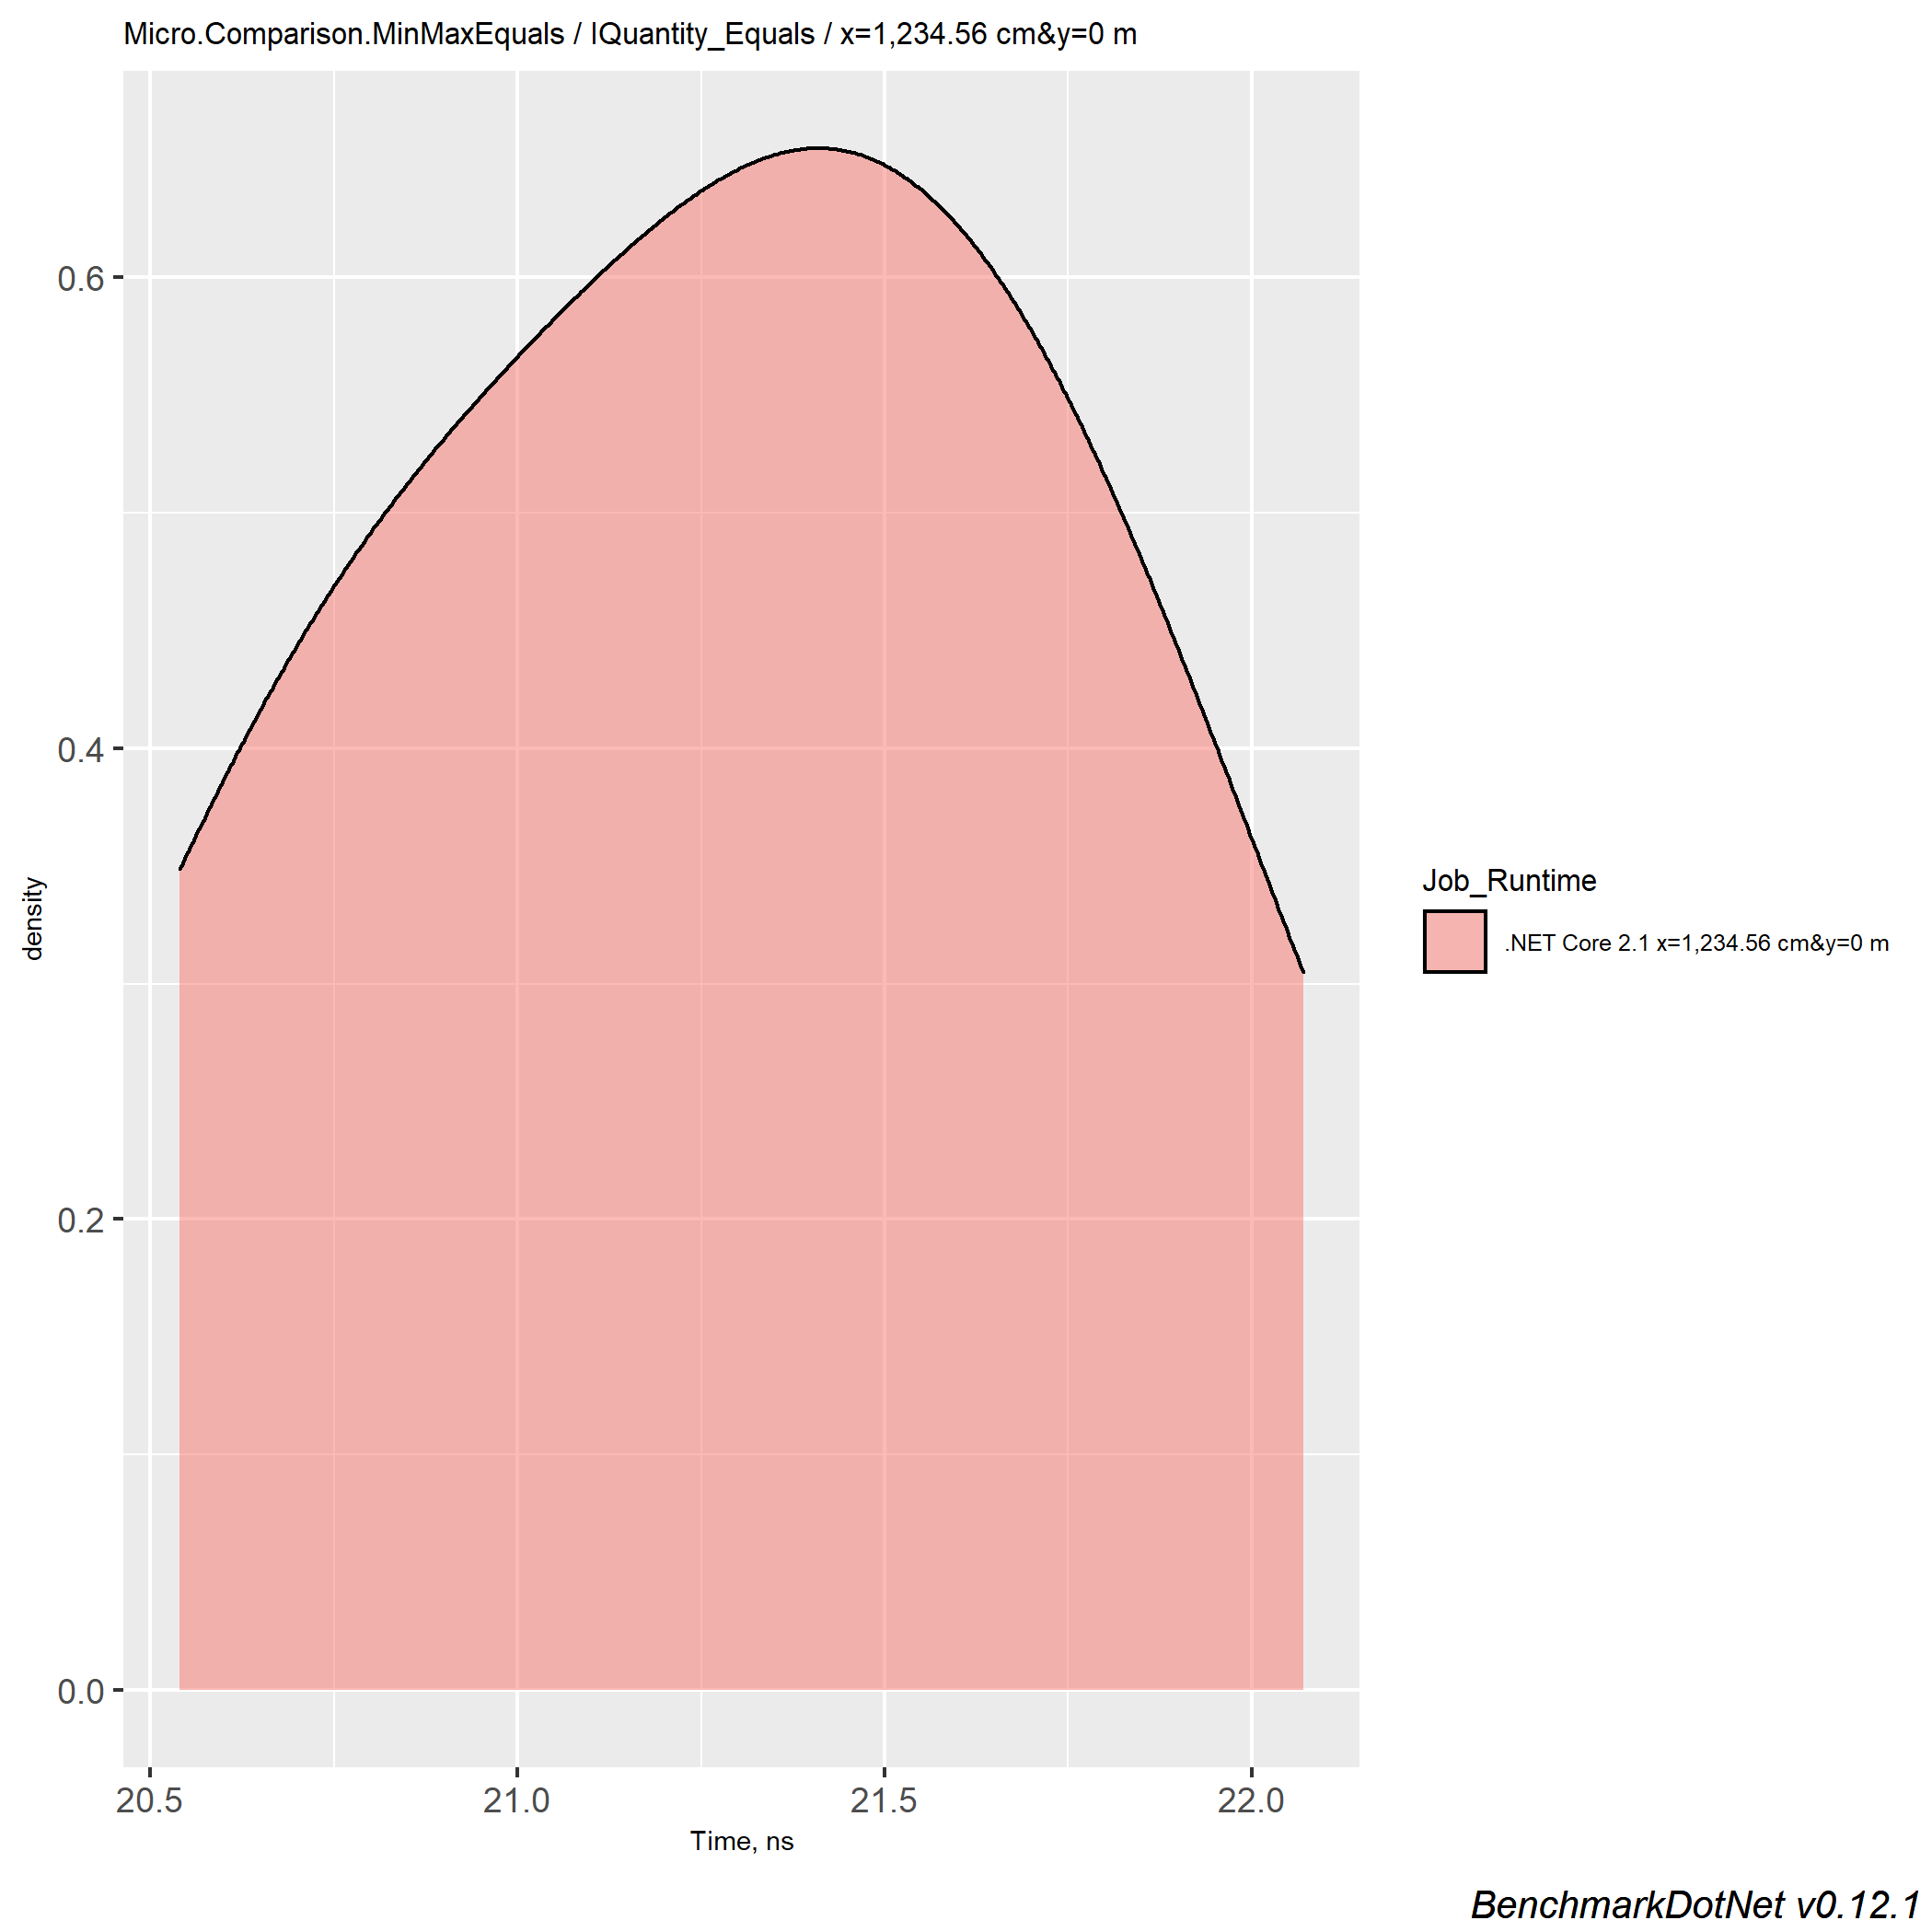 Micro.Comparison.MinMaxEquals / IQuantity_Equals / x=1,234.56 cm&y=0 m
0.6
0.4
0.2
0.0
density
20.5 21.0 21.5 22.0
Time, ns
Job_Runtime
.NET Core 2.1 x=1,234.56 cm&y=0 m
BenchmarkDotNet v0.12.1